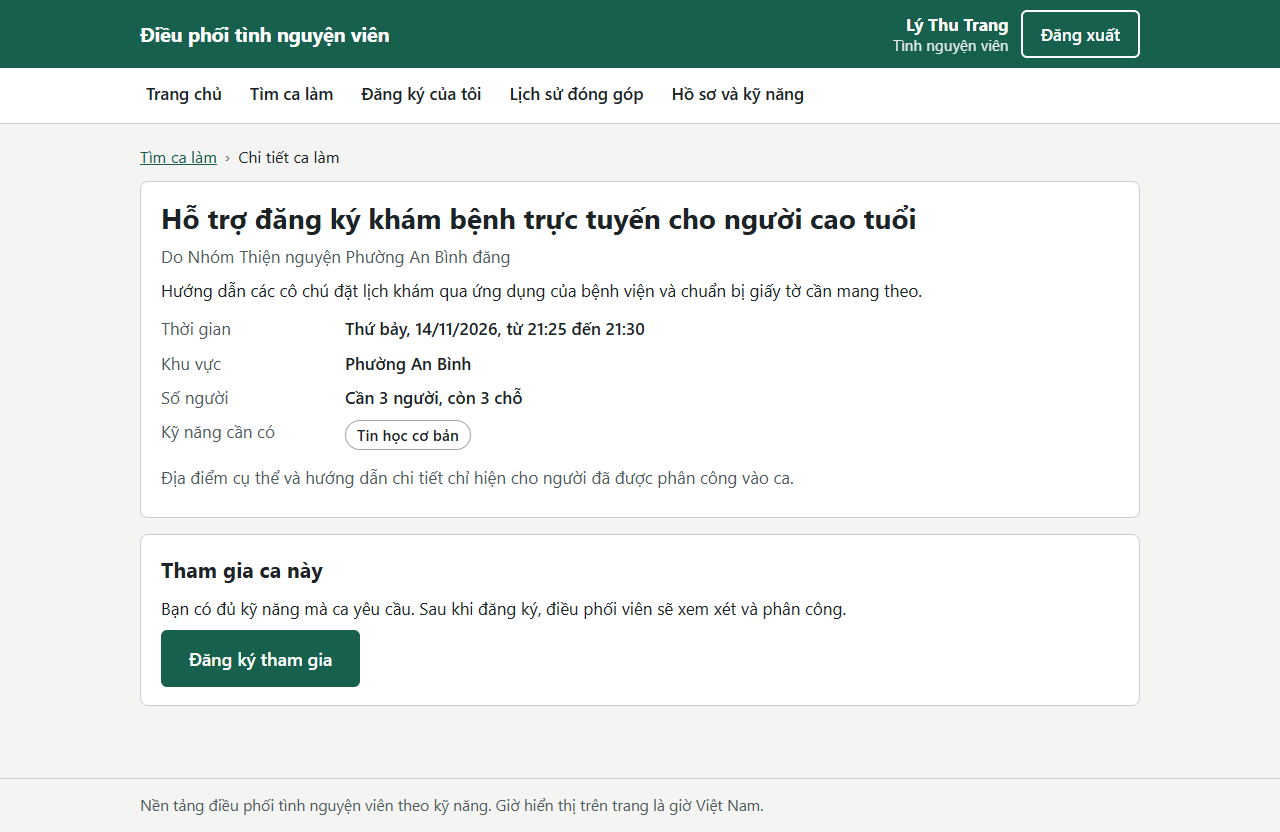 Điều phối tình nguyện viên
Lý Thu Trang
Tình nguyện viên
Đăng xuất
Trang chủ
Tìm ca làm
Đăng ký của tôi
Lịch sử đóng góp
Hồ sơ và kỹ năng
Tìm ca làm › Chi tiết ca làm
Hỗ trợ đăng ký khám bệnh trực tuyến cho người cao tuổi
Do Nhóm Thiện nguyện Phường An Bình đăng
Hướng dẫn các cô chú đặt lịch khám qua ứng dụng của bệnh viện và chuẩn bị giấy tờ cần mang theo.
Thời gian Thứ bảy, 14/11/2026, từ 21:25 đến 21:30
Khu vực Phường An Bình
Số người Cần 3 người, còn 3 chỗ
Kỹ năng cần có Tin học cơ bản
Địa điểm cụ thể và hướng dẫn chi tiết chỉ hiện cho người đã được phân công vào ca.
Tham gia ca này
Bạn có đủ kỹ năng mà ca yêu cầu. Sau khi đăng ký, điều phối viên sẽ xem xét và phân công.
Đăng ký tham gia
Nền tảng điều phối tình nguyện viên theo kỹ năng. Giờ hiển thị trên trang là giờ Việt Nam.